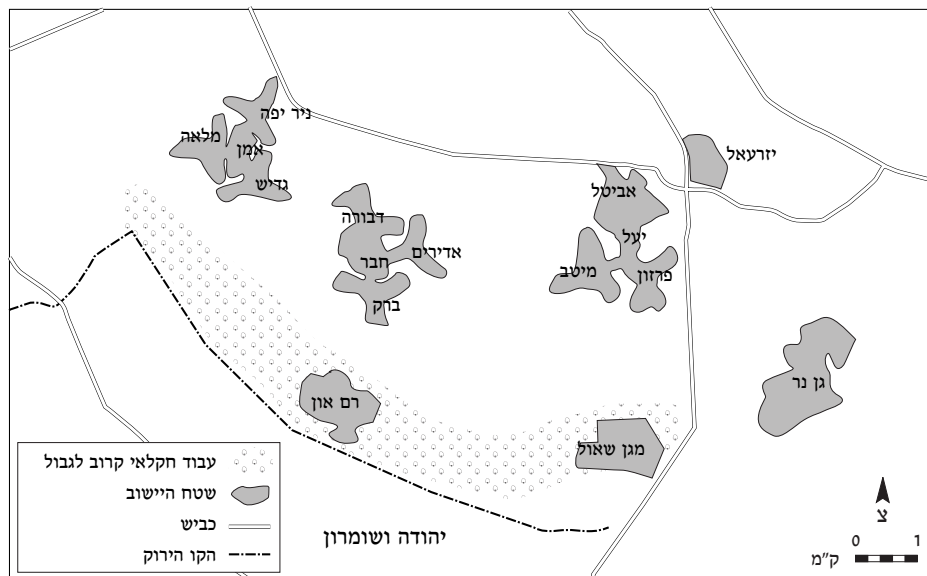 ניר יפה
מלאה
אמן
גדיש
יזרעאל
אביטל
דבורה
יעל
אדירים
חבר
מיטב
פרזון
ברק
גן נר
רם און
מגן שאול
עבוד חקלאי קרוב לגבול
שטח היישוב
כביש
הקו הירוק
יהודה ושומרון
צ
0 1
ק"מ